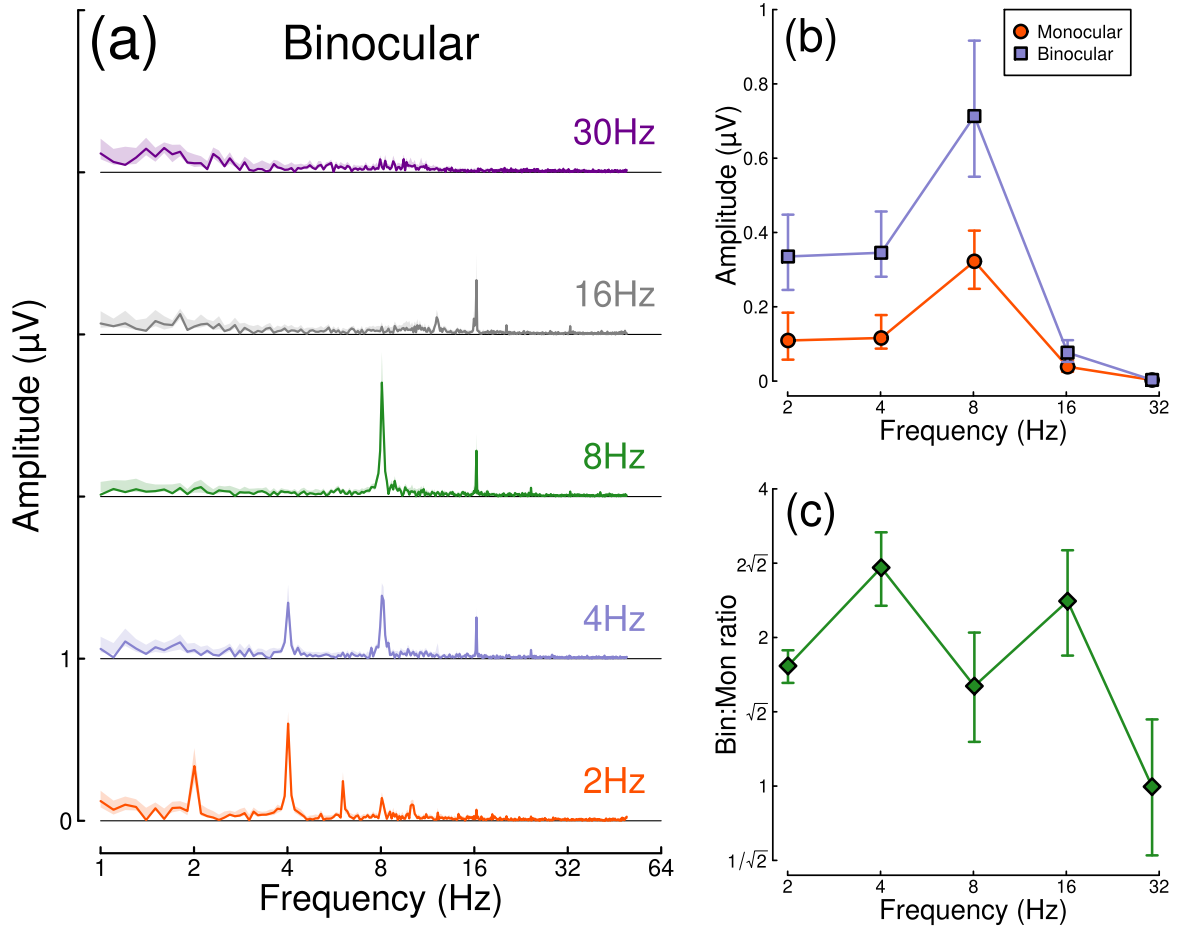 (a)
Binocular
30Hz
16Hz
8Hz
4Hz
2Hz
Amplitude (µV)
1
0
1 2 4 8 16 32 64
Frequency (Hz)
(b)
Monocular
Binocular
Amplitude (µV)
1
0.8
0.6
0.4
0.2
0
2 4 8 16 32
Frequency (Hz)
(c)
Bin:Mon ratio
4
2√2
2
√2
1
1/√2
2 4 8 16 32
Frequency (Hz)